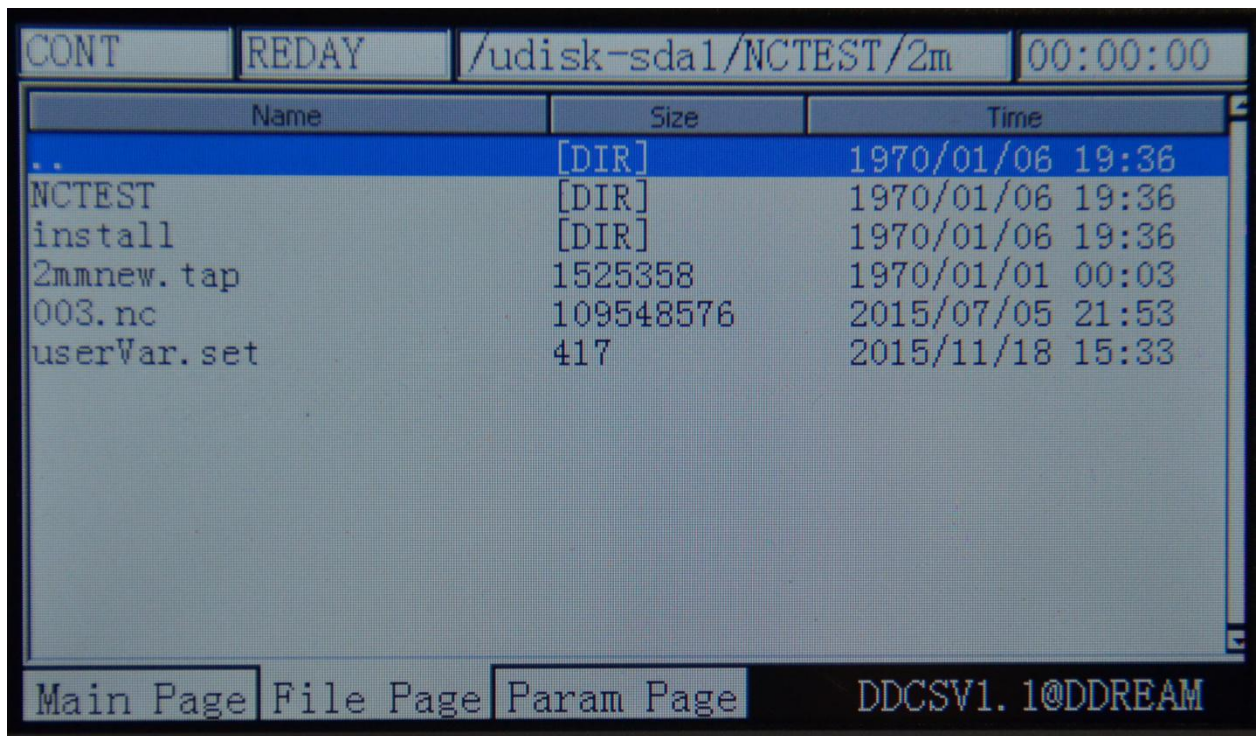 CONT REDAY /udisk-sda1/NCTEST/2m 00:00:00
Name Size Time
.. [DIR] 1970/01/06 19:36
NCTEST [DIR] 1970/01/06 19:36
install [DIR] 1970/01/06 19:36
2mmnew.tap 1525358 1970/01/01 00:03
003.nc 109548576 2015/07/05 21:53
userVar.set 417 2015/11/18 15:33
Main Page File Page Param Page DDCSV1.1@DDREAM